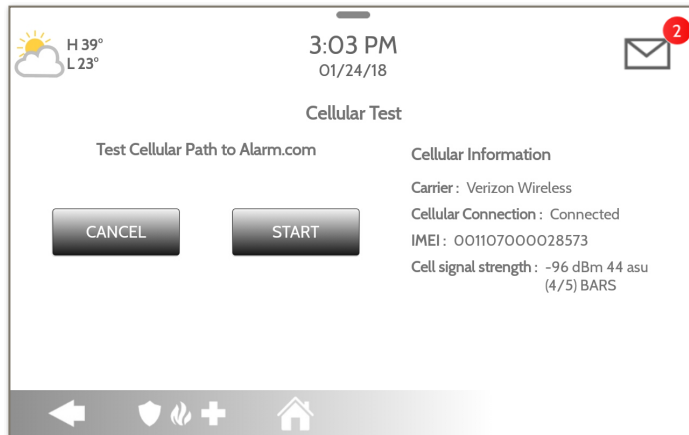 2
H 39°
L 23°
3:03 PM
01/24/18
Cellular Test
Test Cellular Path to Alarm.com
CANCEL
START
Cellular Information
Carrier : Verizon Wireless
Cellular Connection : Connected
IMEI : 001107000028573
Cell signal strength : -96 dBm 44 asu
(4/5) BARS